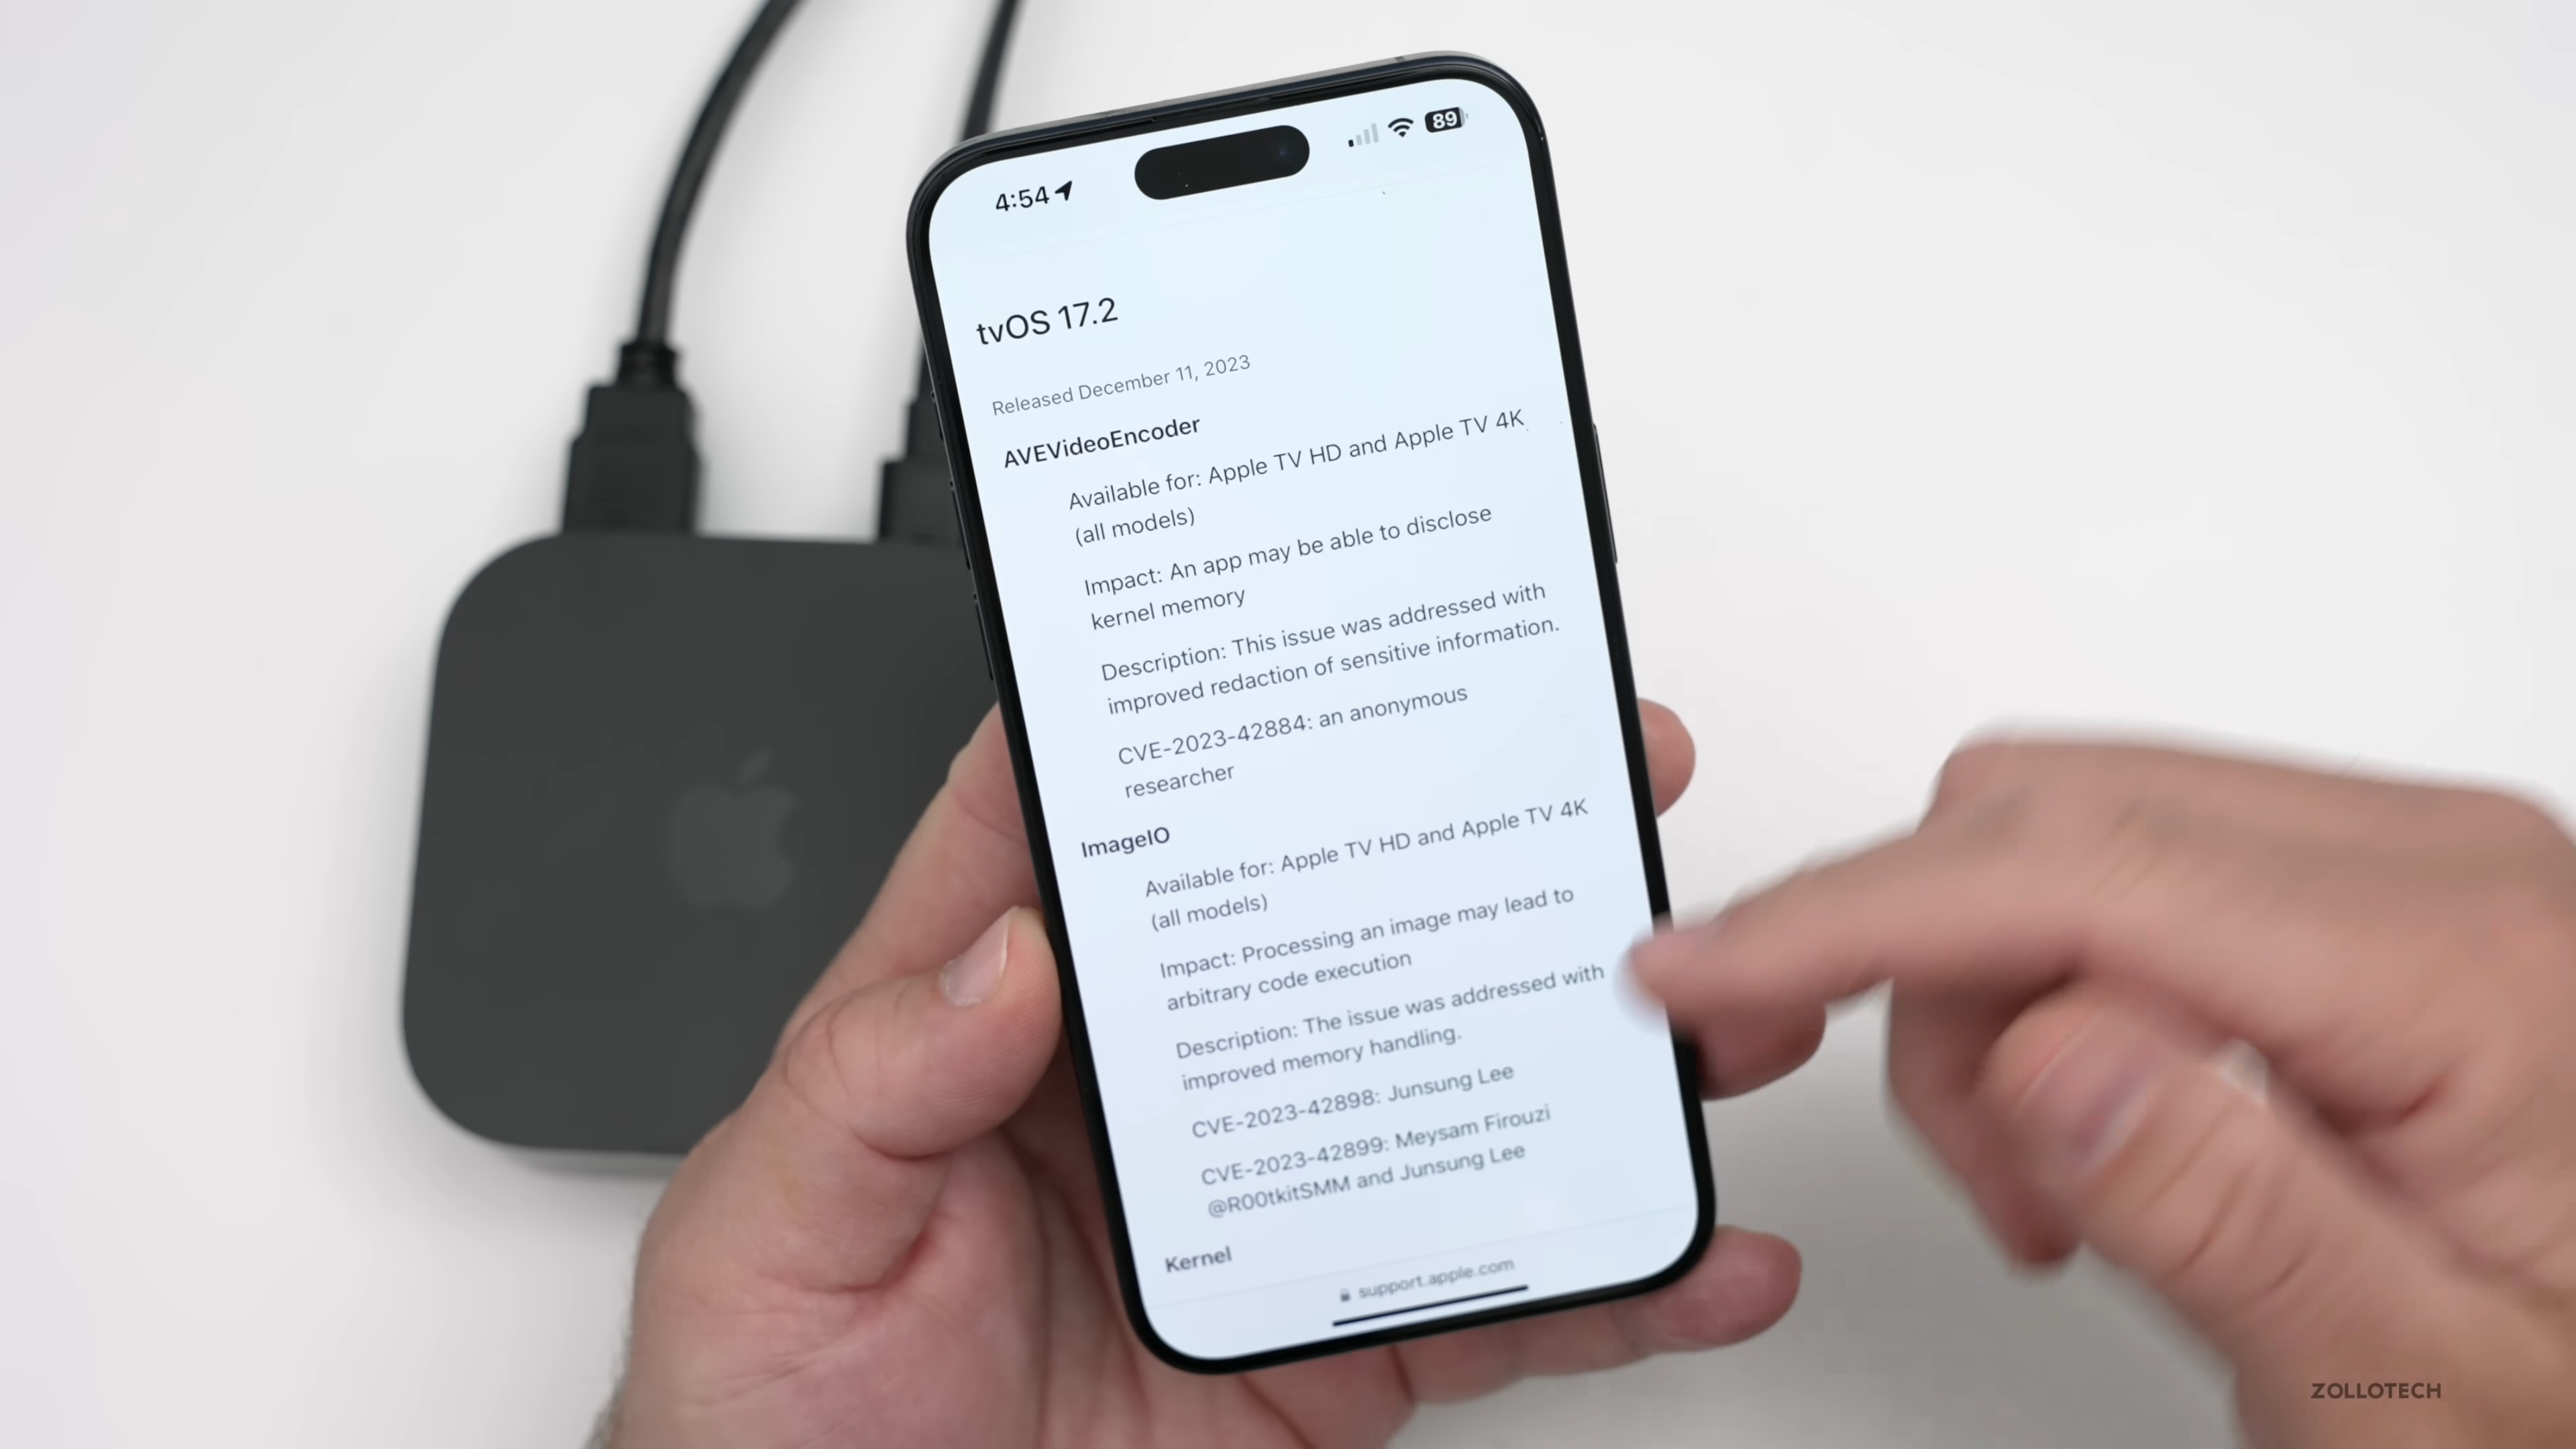 4:54
89
tvOS 17.2
Released December 11, 2023
AVEVideoEncoder
Available for: Apple TV HD and Apple TV 4K
(all models)
Impact: An app may be able to disclose
kernel memory
Description: This issue was addressed with
improved redaction of sensitive information.
CVE-2023-42884: an anonymous
researcher
ImageIO
Available for: Apple TV HD and Apple TV 4K
(all models)
Impact: Processing an image may lead to
arbitrary code execution
Description: The issue was addressed with
improved memory handling.
CVE-2023-42898: Junsung Lee
CVE-2023-42899: Meysam Firouzi
@R00tkitSMM and Junsung Lee
Kernel
support.apple.com
ZOLLOTECH